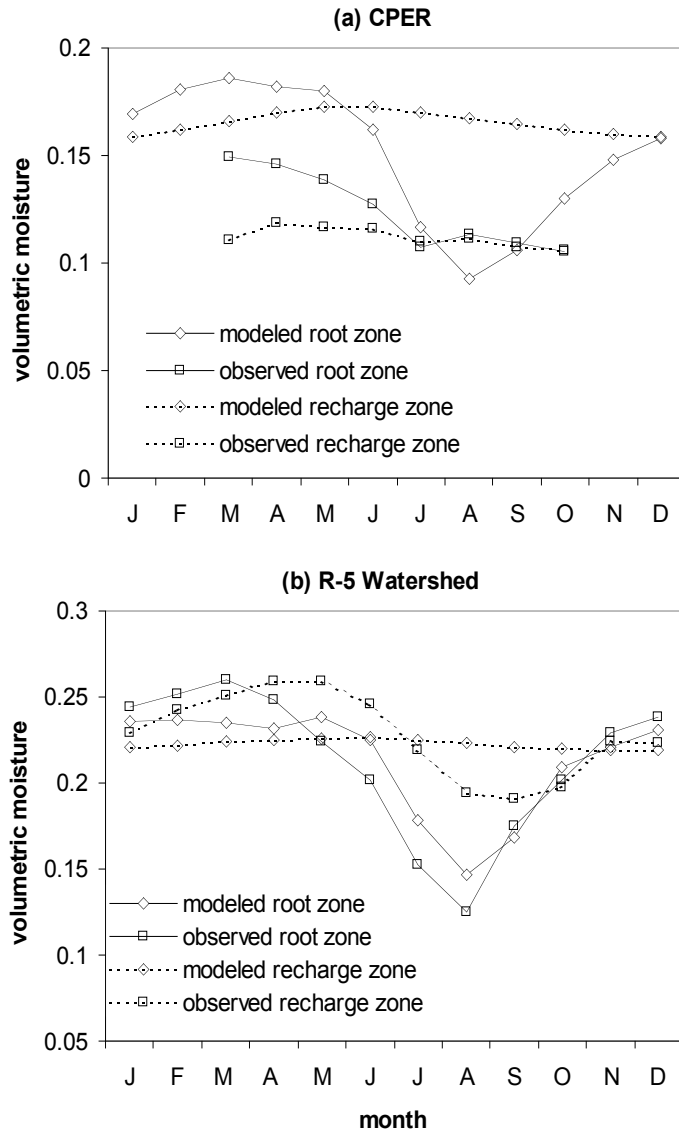 (a) CPER
0.2
0.15
0.1
0.05
0
volumetric moisture
modeled root zone
observed root zone
modeled recharge zone
observed recharge zone
J F M A M J J A S O N D
(b) R-5 Watershed
0.3
0.25
0.2
0.15
0.1
0.05
volumetric moisture
modeled root zone
observed root zone
modeled recharge zone
observed recharge zone
J F M A M J J A S O N D
month